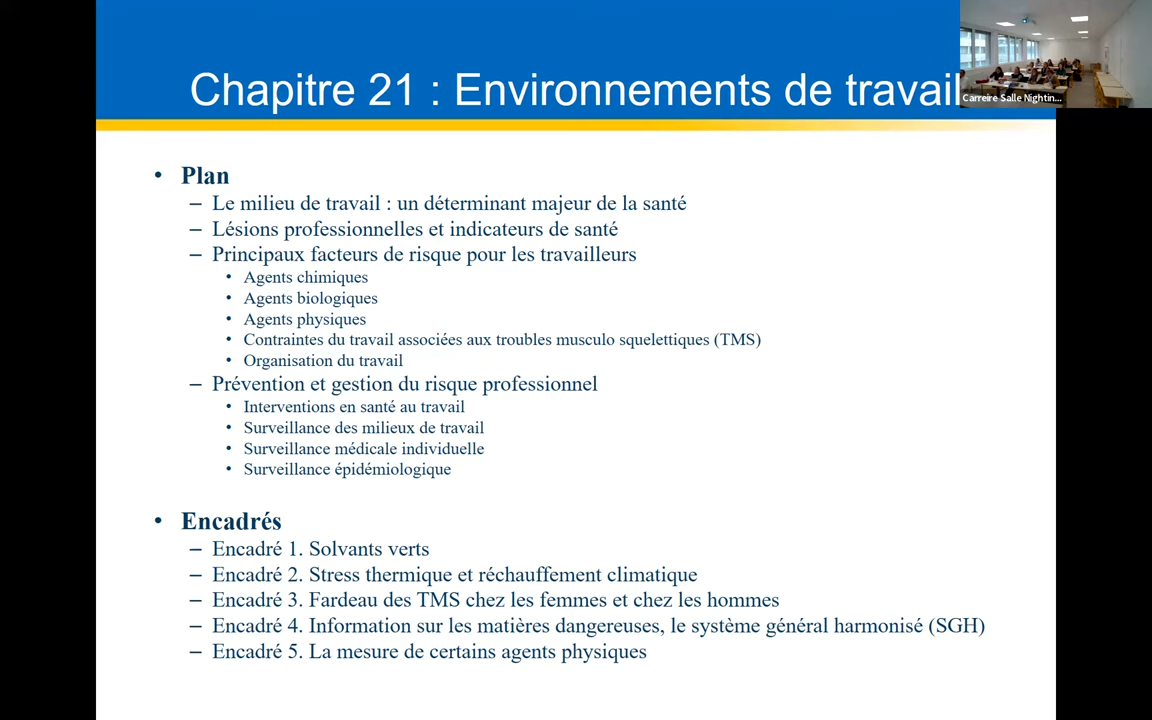 Chapitre 21 : Environnements de travail
Carreire Salle Nightin...
• Plan
– Le milieu de travail : un déterminant majeur de la santé
– Lésions professionnelles et indicateurs de santé
– Principaux facteurs de risque pour les travailleurs
• Agents chimiques
• Agents biologiques
• Agents physiques
• Contraintes du travail associées aux troubles musculo squelettiques (TMS)
• Organisation du travail
– Prévention et gestion du risque professionnel
• Interventions en santé au travail
• Surveillance des milieux de travail
• Surveillance médicale individuelle
• Surveillance épidémiologique
• Encadrés
– Encadré 1. Solvants verts
– Encadré 2. Stress thermique et réchauffement climatique
– Encadré 3. Fardeau des TMS chez les femmes et chez les hommes
– Encadré 4. Information sur les matières dangereuses, le système général harmonisé (SGH)
– Encadré 5. La mesure de certains agents physiques